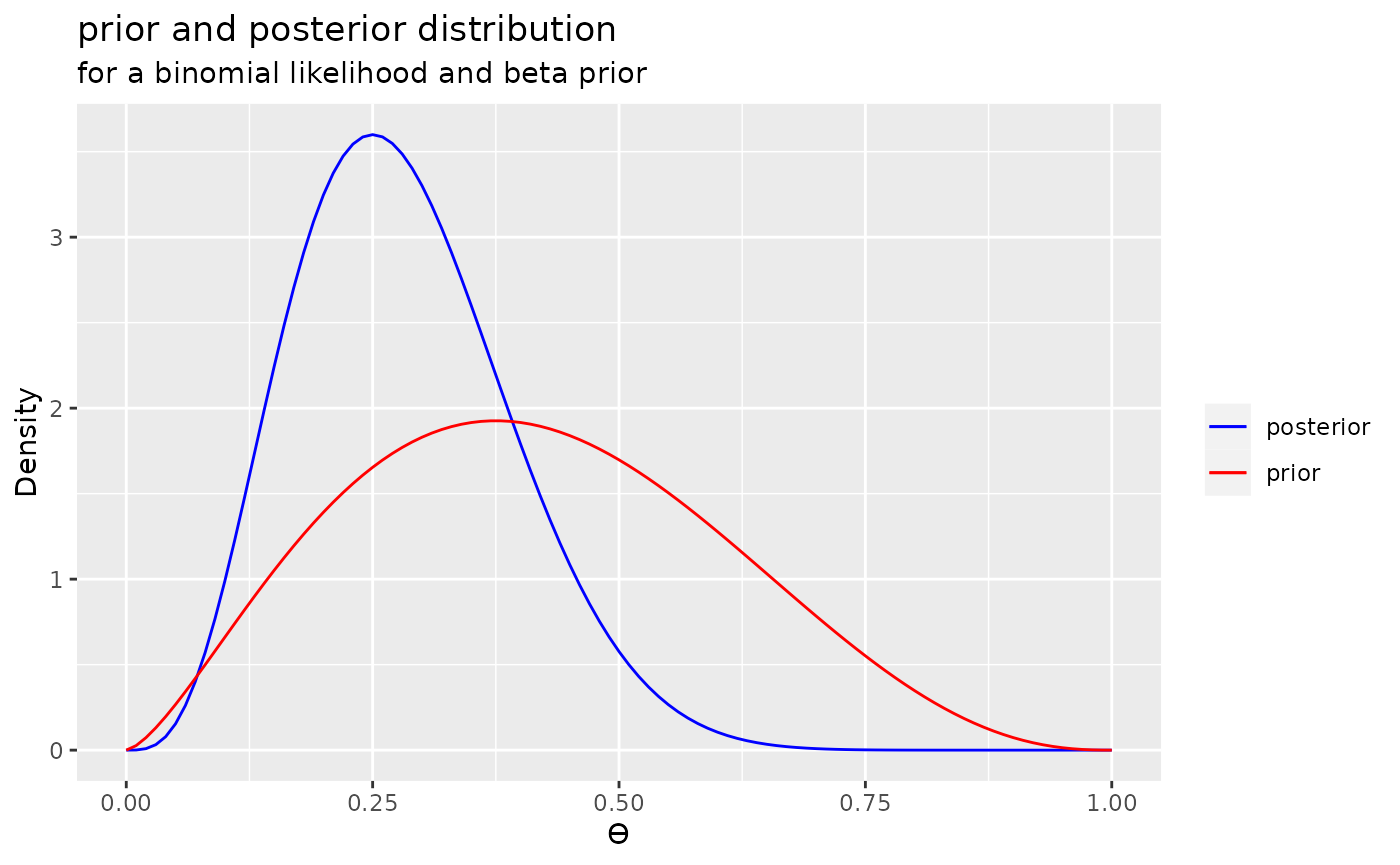 prior and posterior distribution
for a binomial likelihood and beta prior
Density
3
2
1
0
0.00 0.25 0.50 0.75 1.00
Θ
posterior
prior